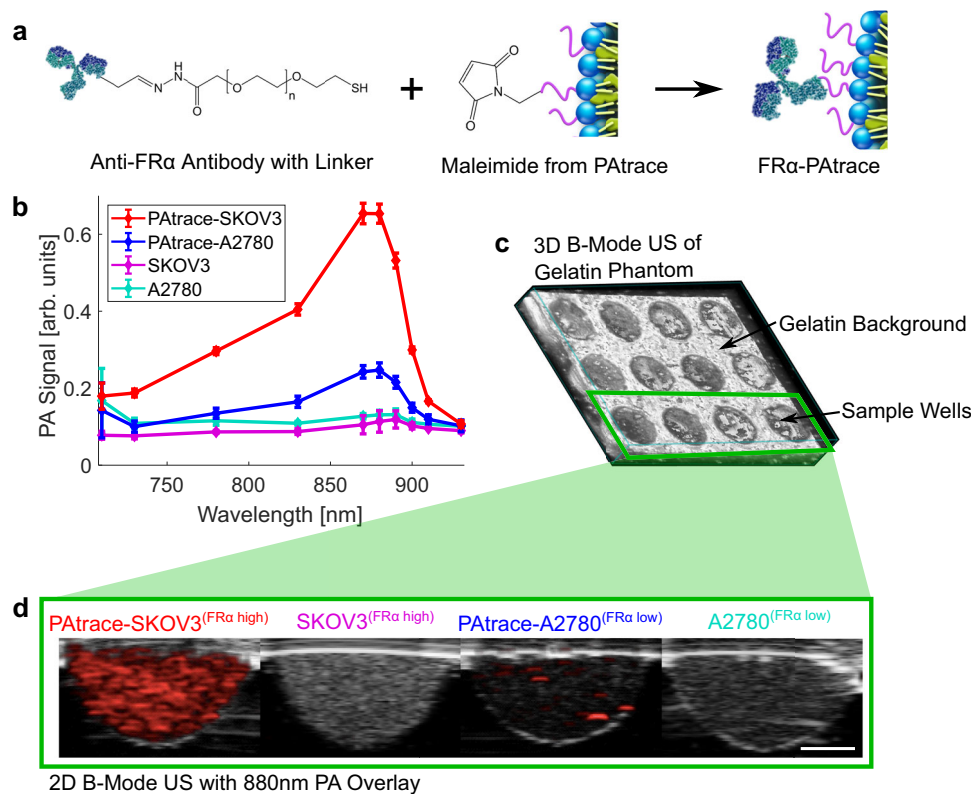 a
N
NH
O
O
O
n
SH
O
O
N
+
Anti-FRα Antibody with Linker
Maleimide from PAtrace
FRα-PAtrace
b
PAtrace-SKOV3
PAtrace-A2780
SKOV3
A2780
PA Signal [arb. units]
0.6
0.4
0.2
0
750
800
850
900
Wavelength [nm]
c
3D B-Mode US of
Gelatin Phantom
Gelatin Background
Sample Wells
d
PAtrace-SKOV3(FRα high)
SKOV3(FRα high)
PAtrace-A2780(FRα low)
A2780(FRα low)
2D B-Mode US with 880nm PA Overlay